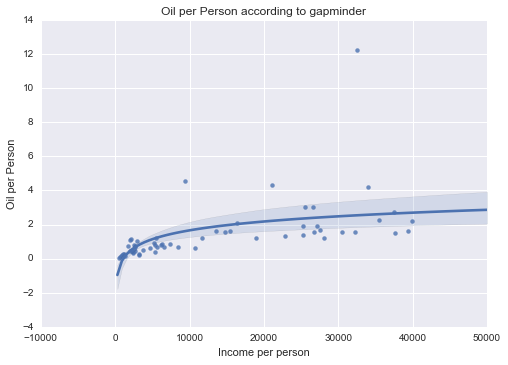 Oil per Person according to gapminder
14
12
10
8
6
4
2
0
−2
−4
Oil per Person
−10000 0 10000 20000 30000 40000 50000
Income per person